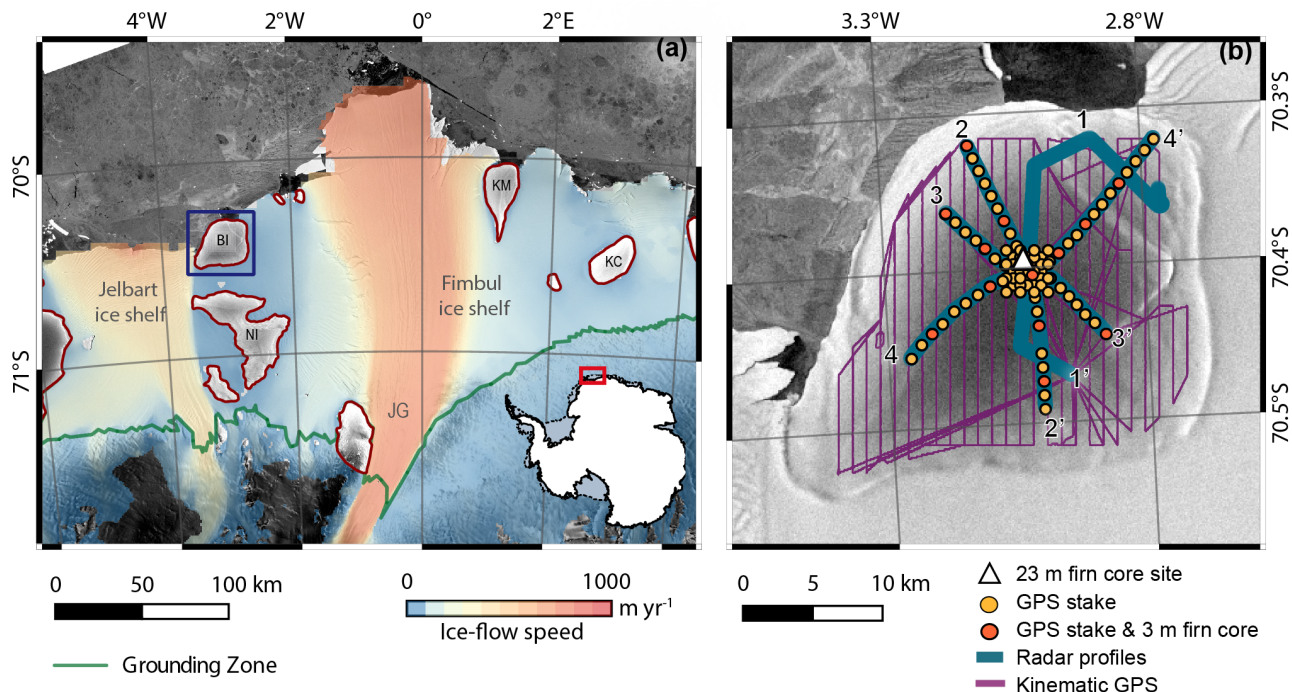 4°W 2°W 0° 2°E
(a)
70°S
71°S
KM
BI
KC
Jelbart
ice shelf
Fimbul
ice shelf
NI
JG
0 50 100 km
0 1000
m yr-1
Ice-flow speed
Grounding Zone
3.3°W 2.8°W
(b)
70.3°S
70.4°S
70.5°S
1
2
4'
3
4
3'
1'
2'
0 5 10 km
23 m firn core site
GPS stake
GPS stake & 3 m firn core
Radar profiles
Kinematic GPS